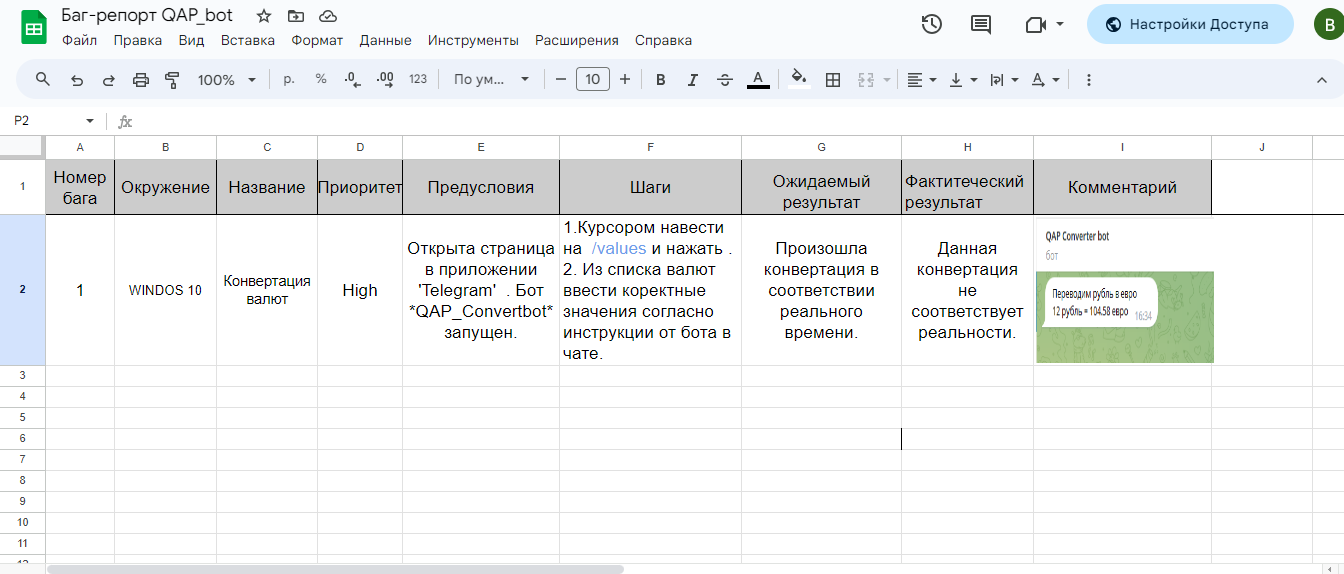 Баг-репорт QAP_bot
Файл Правка Вид Вставка Формат Данные Инструменты Расширения Справка
Настройки Доступа
B
100% р. % .0 .00 123 По ум... 10 B I A A
P2 fx
A B C D E F G H I J
1
Номер бага
Окружение
Название
Приоритет
Предусловия
Шаги
Ожидаемый
результат
Фактитеческий
результат
Комментарий
2
1
WINDOS 10
Конвертация
валют
High
Открыта страница
в приложении
'Telegram' . Бот
*QAP_Convertbot*
запущен.
1.Курсором навести
на /values и нажать .
2. Из списка валют
ввести коректные
значения согласно
инструкции от бота в
чате.
Произошла
конвертация в
соответствии
реального
времени.
Данная
конвертация
не
соответствует
реальности.
QAP Converter bot
бот
Переводим рубль в евро
12 рубль = 104.58 евро 16:34
3
4
5
6
7
8
9
10
11
12